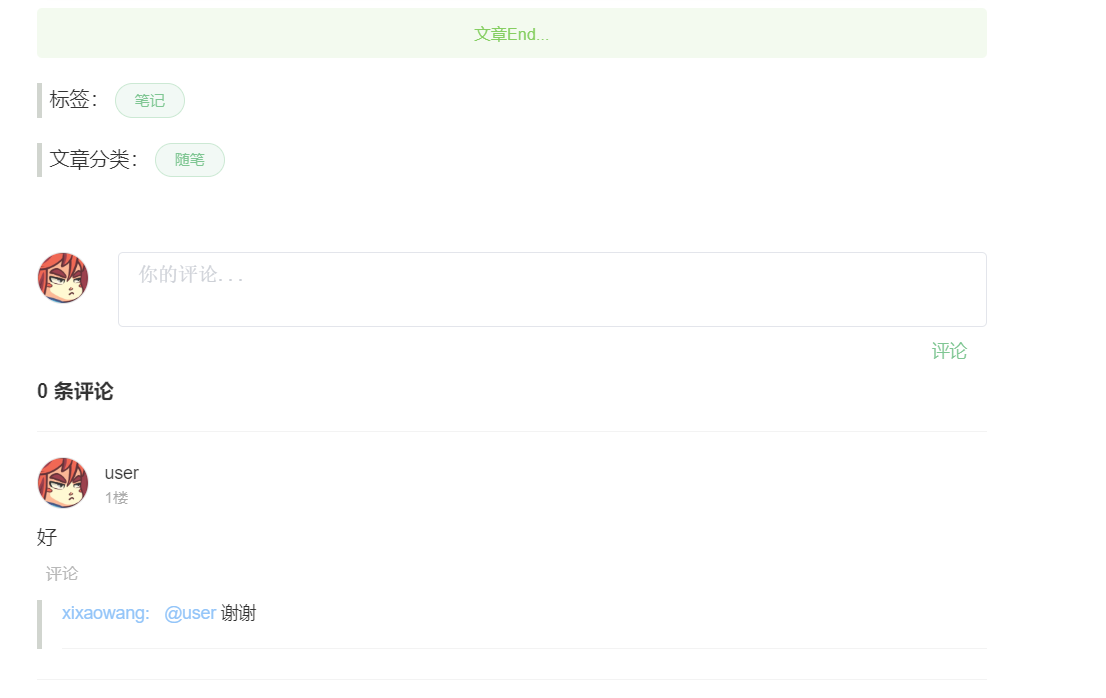 文章End...
标签： 笔记
文章分类： 随笔
你的评论...
评论
0 条评论
user
1楼
好
评论
xixaowang: @user 谢谢